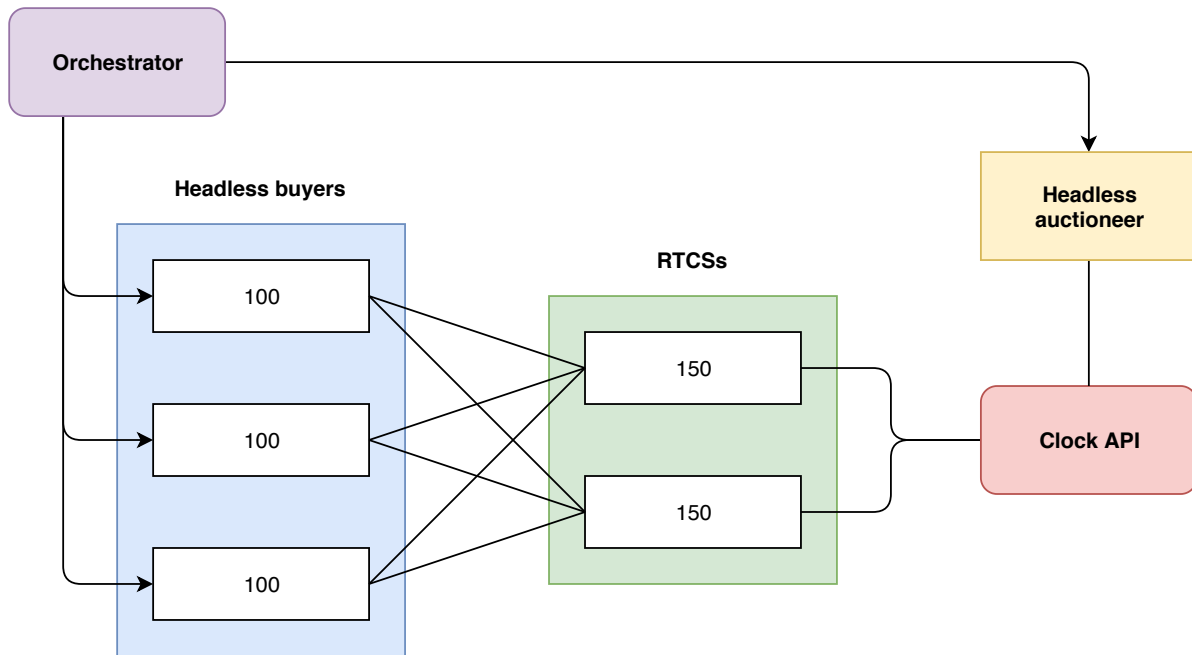 Orchestrator
Headless buyers
Headless
auctioneer
RTCSs
100
150
100
Clock API
150
100